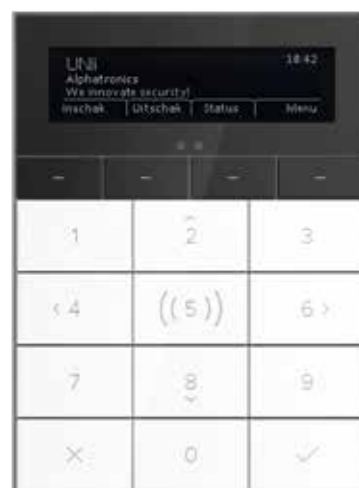 UNii 18:42
Alphatronics
We innovate security!
Inschak. Uitschak. Status Menu
1 2 3
< 4 ((5)) 6 >
7 8 9
0